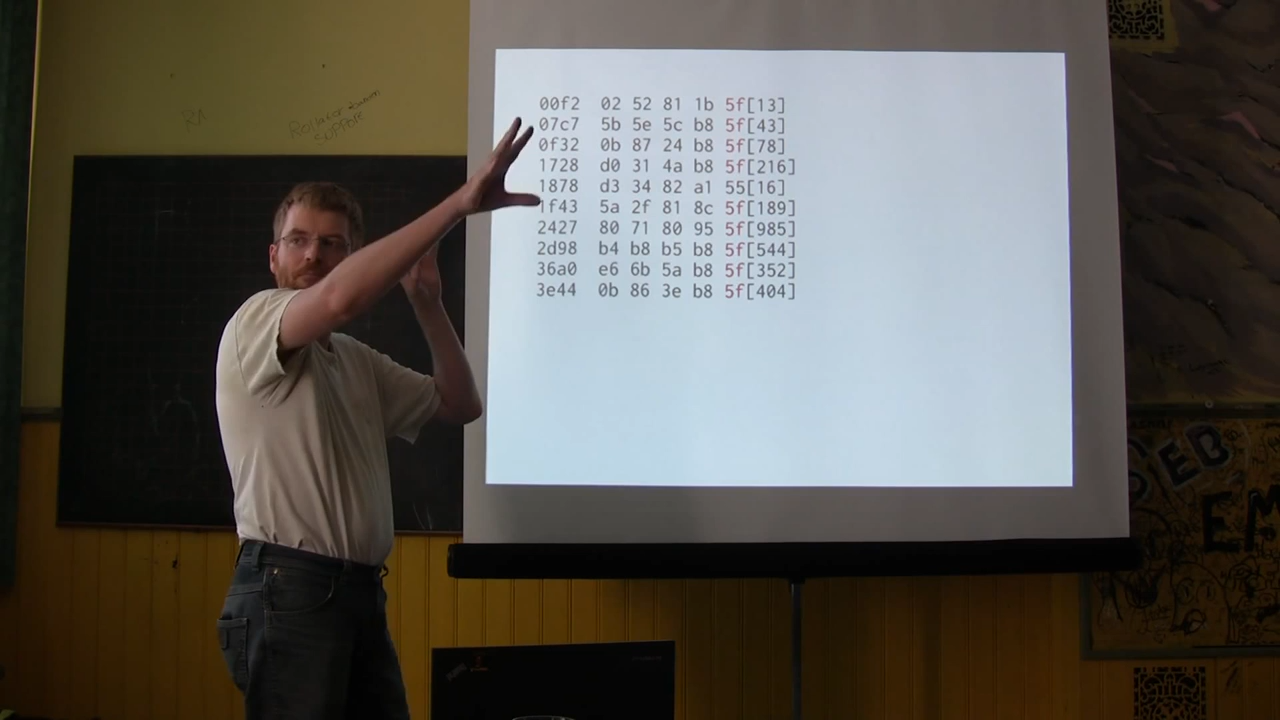 00f2 02 52 81 1b 5f[13]
07c7 5b 5e 5c b8 5f[43]
0f32 0b 87 24 b8 5f[78]
1728 d0 31 4a b8 5f[216]
1878 d3 34 82 a1 55[16]
1f43 5a 2f 81 8c 5f[189]
2427 80 71 80 95 5f[985]
2d98 b4 b8 b5 b8 5f[544]
36a0 e6 6b 5a b8 5f[352]
3e44 0b 86 3e b8 5f[404]
SUPPORT